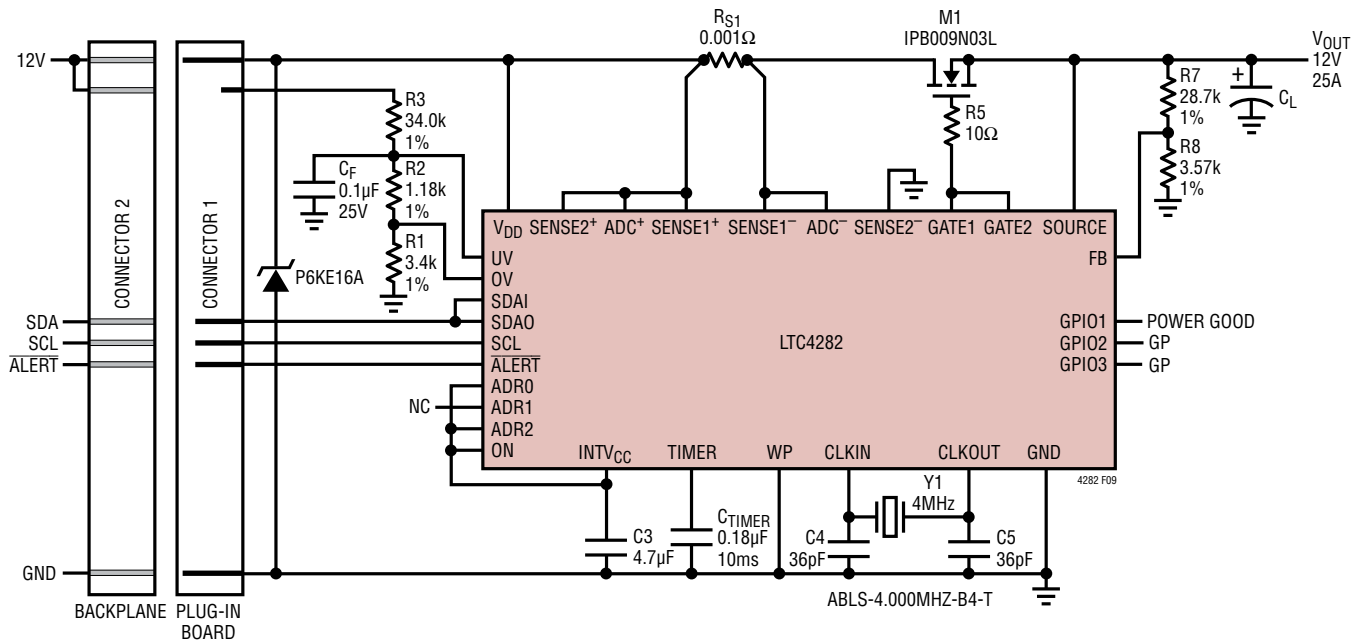 12V
CONNECTOR 2
CONNECTOR 1
SDA
SCL
ALERT
GND
BACKPLANE
PLUG-IN
BOARD
P6KE16A
R3
34.0k
1%
CF
0.1µF
25V
R2
1.18k
1%
R1
3.4k
1%
NC
RS1
0.001Ω
M1
IPB009N03L
R5
10Ω
VOUT
12V
25A
R7
28.7k
1%
+
CL
R8
3.57k
1%
VDD SENSE2+ ADC+ SENSE1+ SENSE1− ADC− SENSE2− GATE1 GATE2 SOURCE
UV
OV
SDAI
SDAO
SCL
ALERT
ADR0
ADR1
ADR2
ON
LTC4282
FB
GPIO1
GPIO2
GPIO3
POWER GOOD
GP
GP
INTVCC TIMER WP CLKIN CLKOUT GND
4282 F09
C3
4.7µF
CTIMER
0.18µF
10ms
C4
36pF
Y1
4MHz
C5
36pF
ABLS-4.000MHZ-B4-T